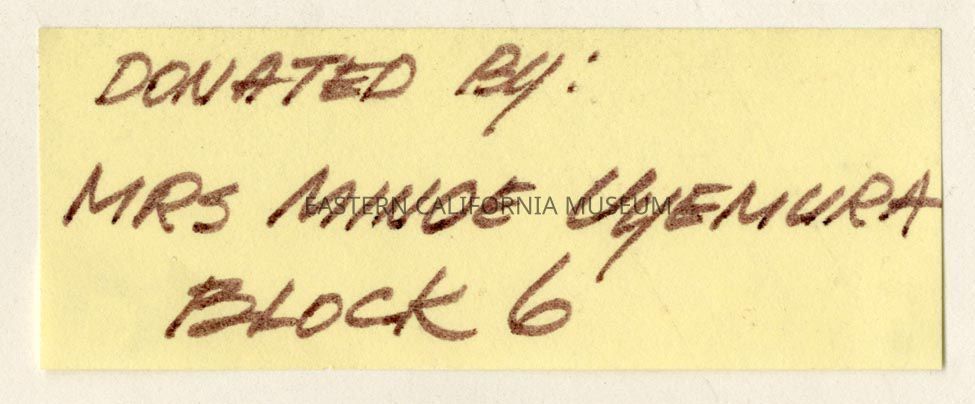 DONATED BY:
MRS MINOE UYEMURA
EASTERN CALIFORNIA MUSEUM
BLOCK 6